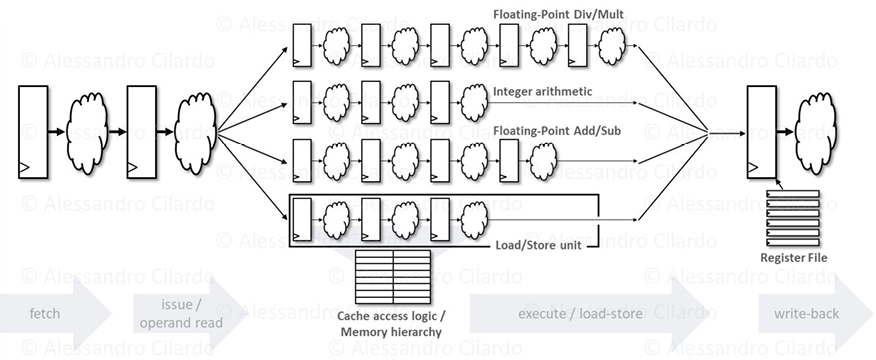 Floating-Point Div/Mult
Integer arithmetic
Floating-Point Add/Sub
Load/Store unit
Cache access logic /
Memory hierarchy
Register File
fetch
issue /
operand read
execute / load-store
write-back
© Alessandro Cilardo